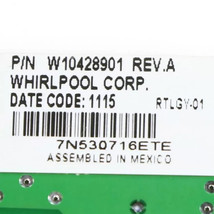 P/N W10428901 REV.A
WHIRLPOOL CORP.
DATE CODE: 1115 RTLGY-01
7N530716ETE
ASSEMBLED IN MEXICO